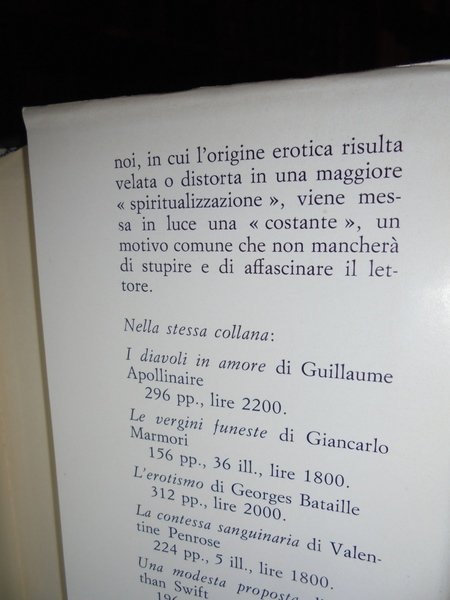 noi, in cui l'origine erotica risulta
velata o distorta in una maggiore
« spiritualizzazione », viene mes-
sa in luce una « costante », un
motivo comune che non mancherà
di stupire e di affascinare il let-
tore.
Nella stessa collana:
I diavoli in amore di Guillaume
Apollinaire
296 pp., lire 2200.
Le vergini funeste di Giancarlo
Marmori
156 pp., 36 ill., lire 1800.
L'erotismo di Georges Bataille
312 pp., lire 2000.
La contessa sanguinaria di Valen-
tine Penrose
224 pp., 5 ill., lire 1800.
Una modesta proposta
than Swift